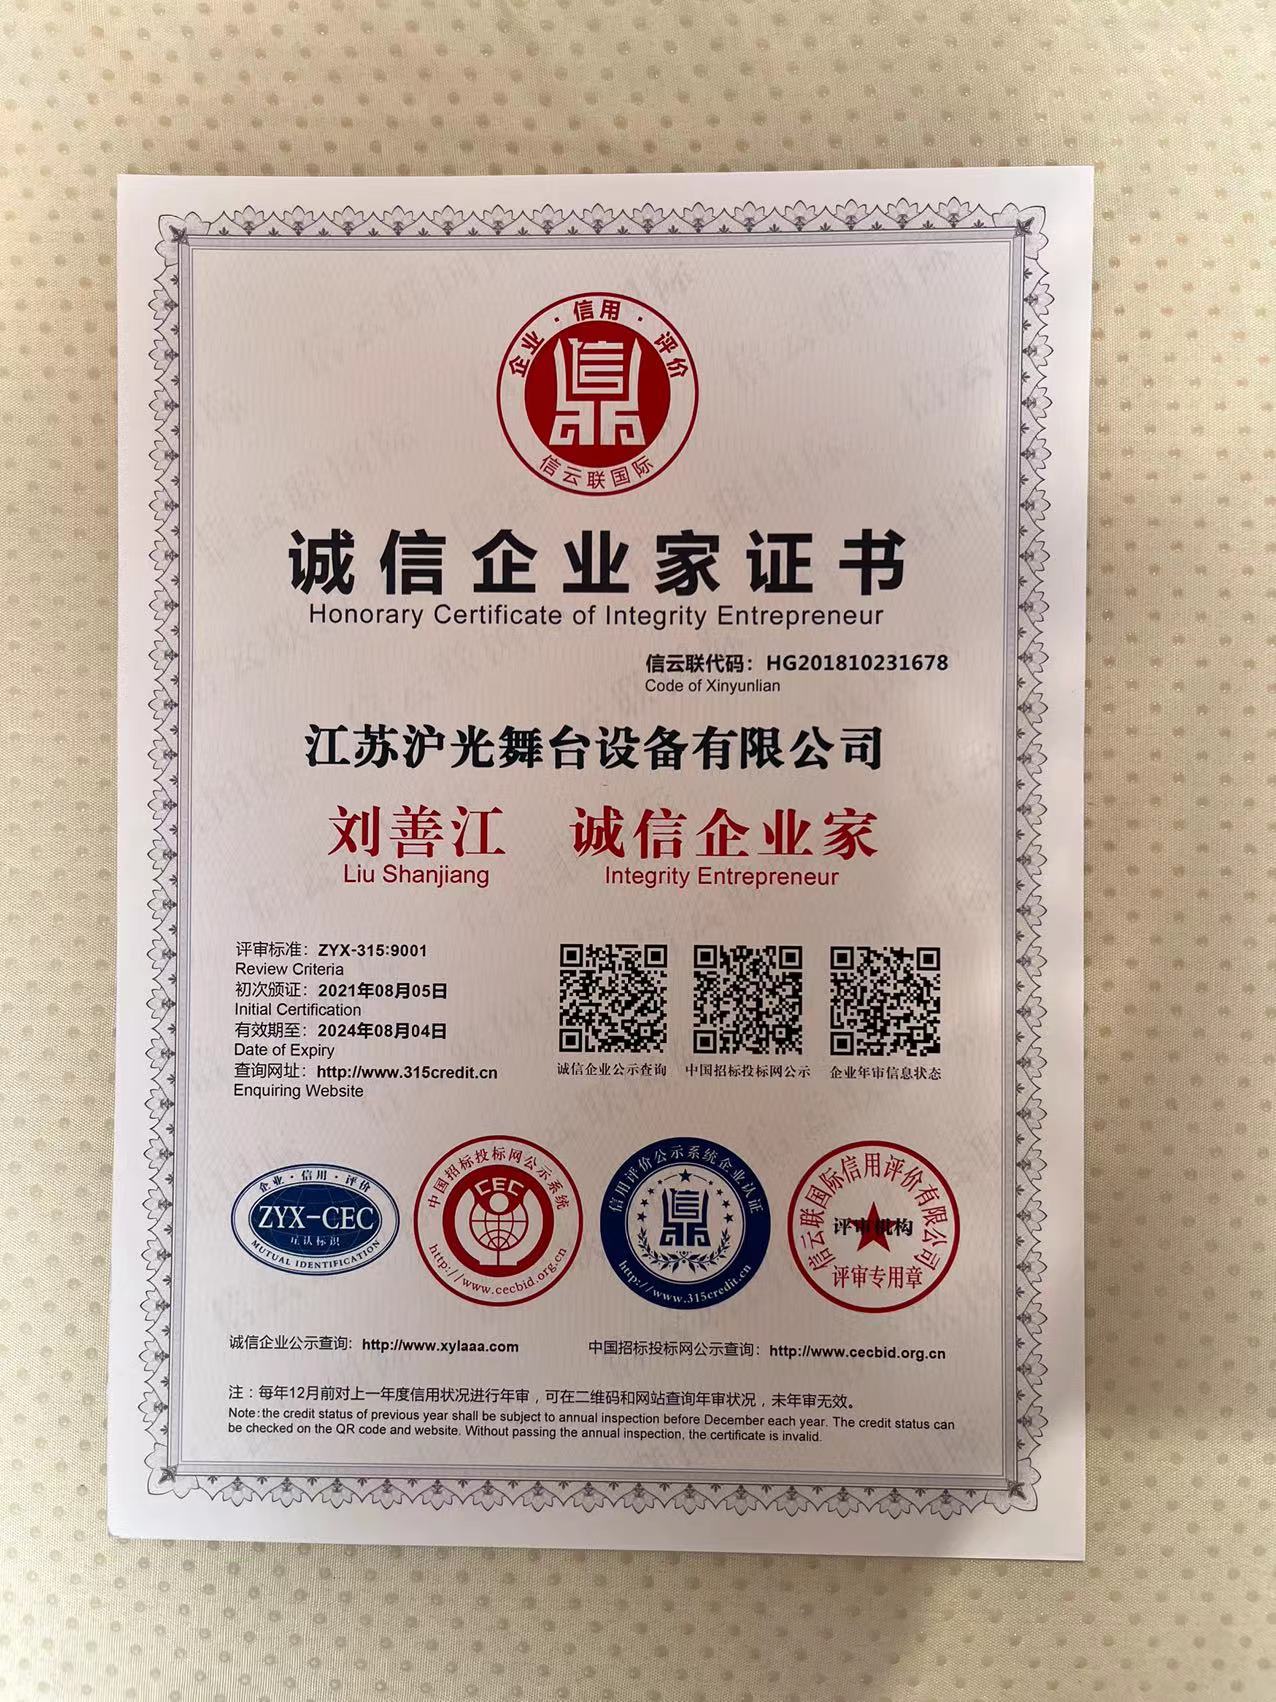 企业·信用·评价
信
信云联国际
诚信企业家证书
Honorary Certificate of Integrity Entrepreneur
信云联代码：HG201810231678
Code of Xinyunlian
江苏沪光舞台设备有限公司
刘善江 诚信企业家
Liu Shanjiang Integrity Entrepreneur
评审标准：ZYX-315:9001
Review Criteria
初次颁证：2021年08月05日
Initial Certification
有效期至：2024年08月04日
Date of Expiry
查询网址：http://www.315credit.cn
Enquiring Website
诚信企业公示查询 中国招标投标网公示 企业年审信息状态
企业·信用·评价
ZYX-CEC
互认标识
MUTUAL IDENTIFICATION
中国招标投标网公示系统
CEC
http://www.cecbid.org.cn
信用评价公示系统企业认证
信
http://www.315credit.cn
信云联国际信用评价有限公司
评审机构
评审专用章
诚信企业公示查询：http://www.xylaaa.com 中国招标投标网公示查询：http://www.cecbid.org.cn
注：每年12月前对上一年度信用状况进行年审，可在二维码和网站查询年审状况，未年审无效。
Note:the credit status of previous year shall be subject to annual inspection before December each year. The credit status can
be checked on the QR code and website. Without passing the annual inspection, the certificate is invalid.